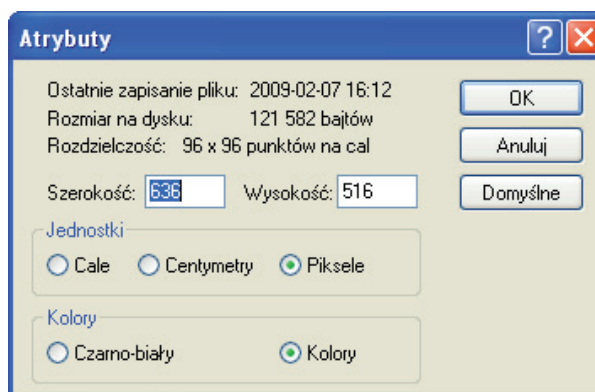 Atrybuty
Ostatnie zapisanie pliku: 2009-02-07 16:12
Rozmiar na dysku: 121 582 bajtów
Rozdzielczość: 96 x 96 punktów na cal
OK
Anuluj
Domyślne
Szerokość: 636 Wysokość: 516
Jednostki
Cale Centymetry Piksele
Kolory
Czarno-biały Kolory